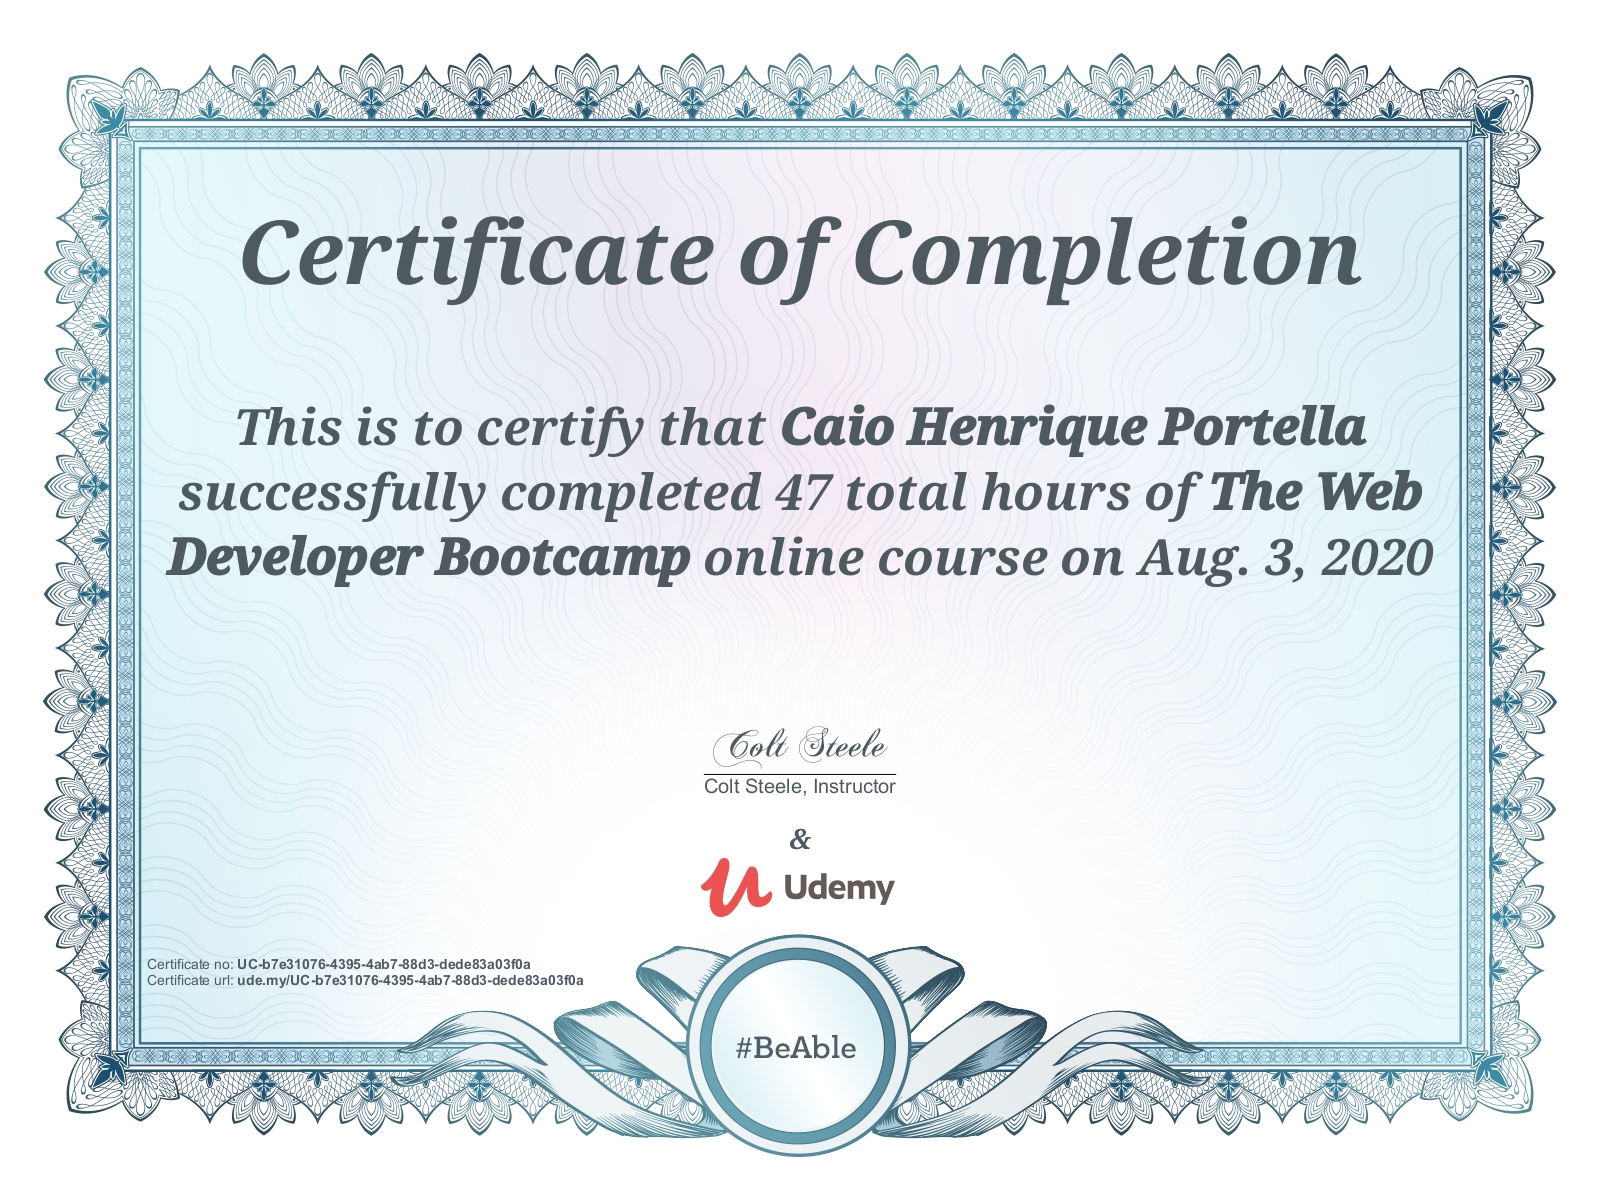 Certificate of Completion
This is to certify that Caio Henrique Portella
successfully completed 47 total hours of The Web
Developer Bootcamp online course on Aug. 3, 2020
Colt Steele
Colt Steele, Instructor
&
Udemy
Certificate no: UC-b7e31076-4395-4ab7-88d3-dede83a03f0a
Certificate url: ude.my/UC-b7e31076-4395-4ab7-88d3-dede83a03f0a
#BeAble